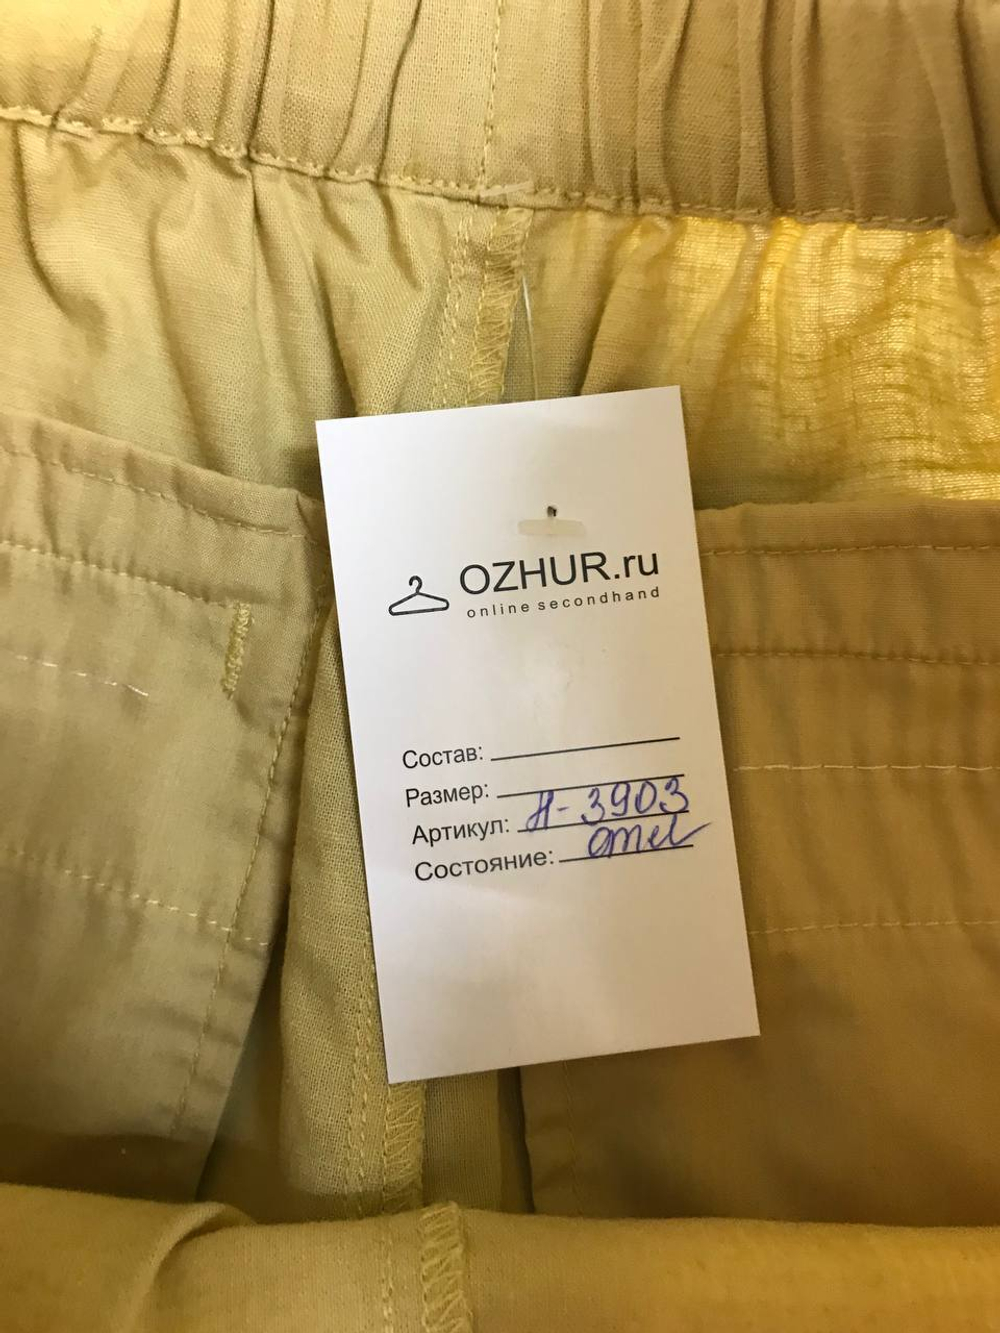 OZHUR.ru
online secondhand
Состав:
Размер:
Артикул: Н-3903
Состояние: отл